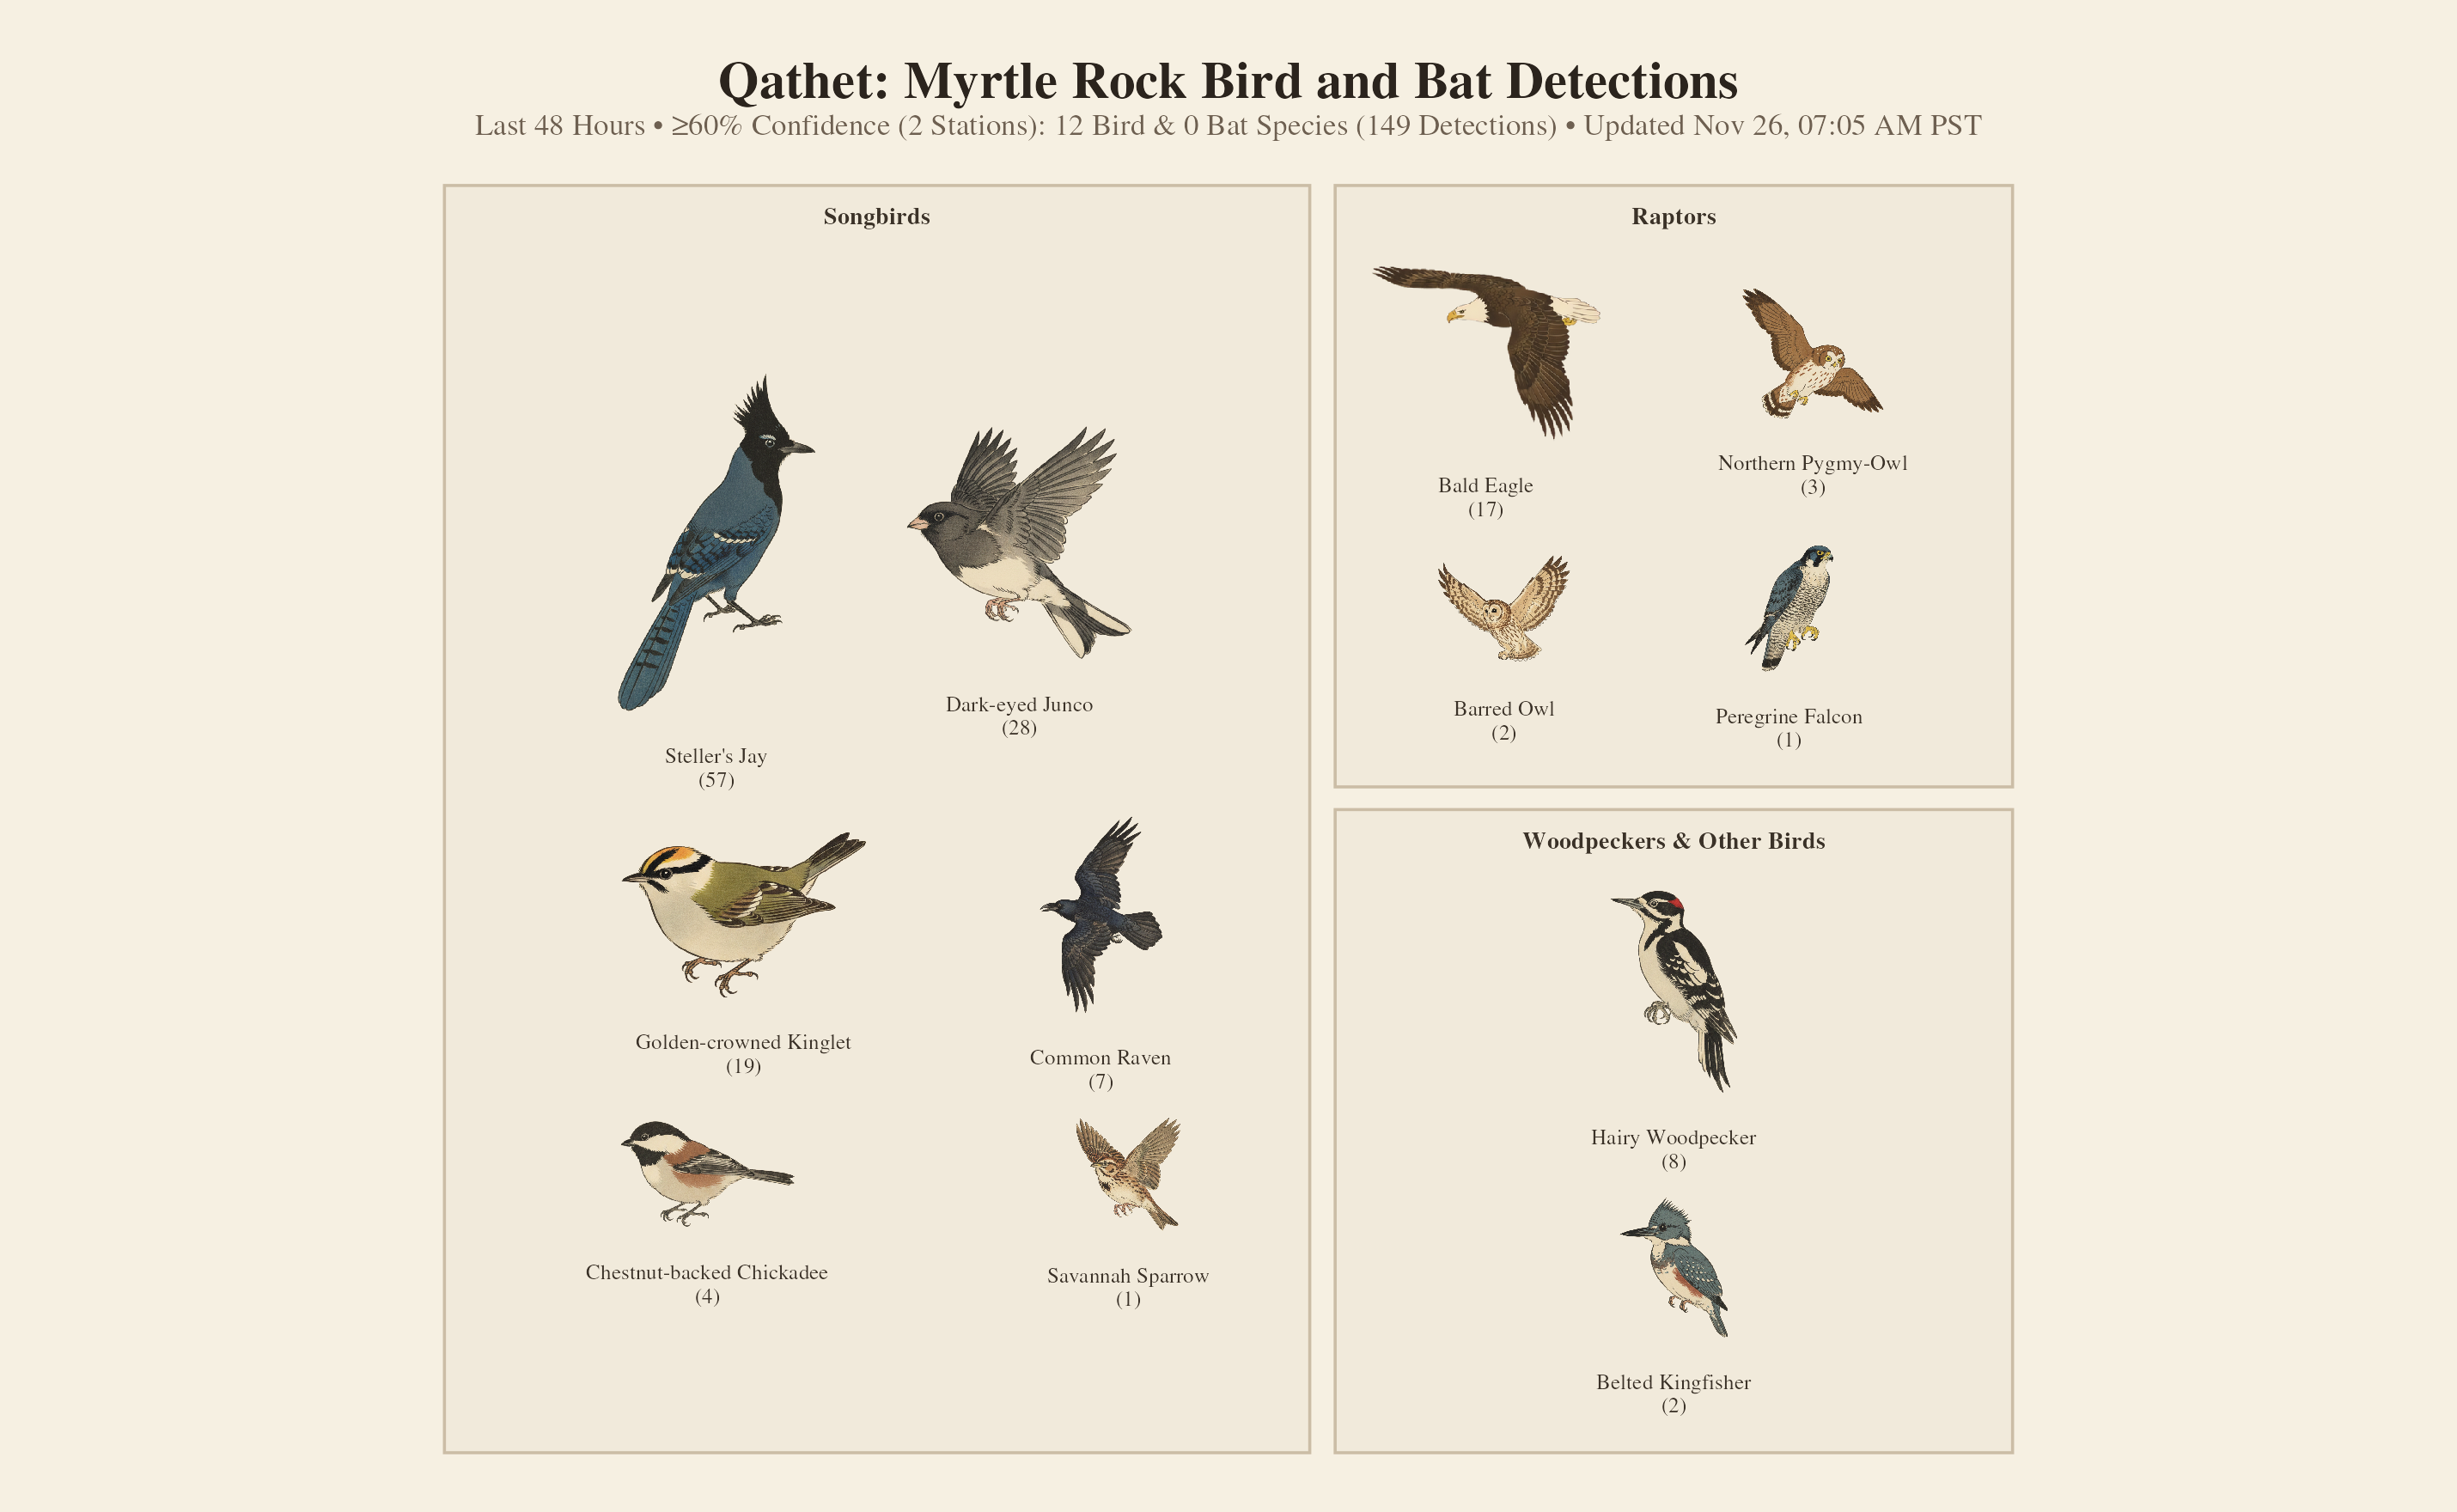 Qathet: Myrtle Rock Bird and Bat Detections
Last 48 Hours • ≥60% Confidence (2 Stations): 12 Bird & 0 Bat Species (149 Detections) • Updated Nov 26, 07:05 AM PST
Songbirds
Steller's Jay
(57)
Dark-eyed Junco
(28)
Golden-crowned Kinglet
(19)
Common Raven
(7)
Chestnut-backed Chickadee
(4)
Savannah Sparrow
(1)
Raptors
Bald Eagle
(17)
Northern Pygmy-Owl
(3)
Barred Owl
(2)
Peregrine Falcon
(1)
Woodpeckers & Other Birds
Hairy Woodpecker
(8)
Belted Kingfisher
(2)